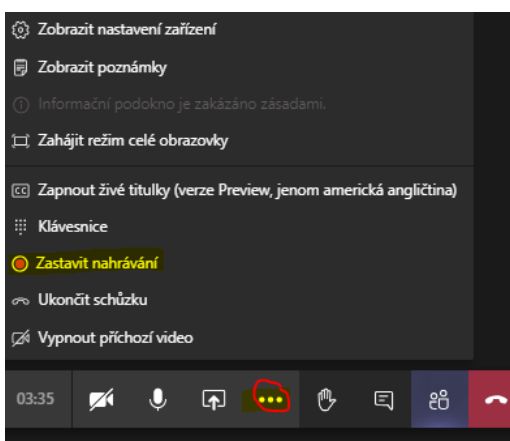 Zobrazit nastavení zařízení
Zobrazit poznámky
Informační podokno je zakázáno zásadami.
Zahájit režim celé obrazovky
Zapnout živé titulky (verze Preview, jenom americká angličtina)
Klávesnice
Zastavit nahrávání
Ukončit schůzku
Vypnout příchozí video
03:35